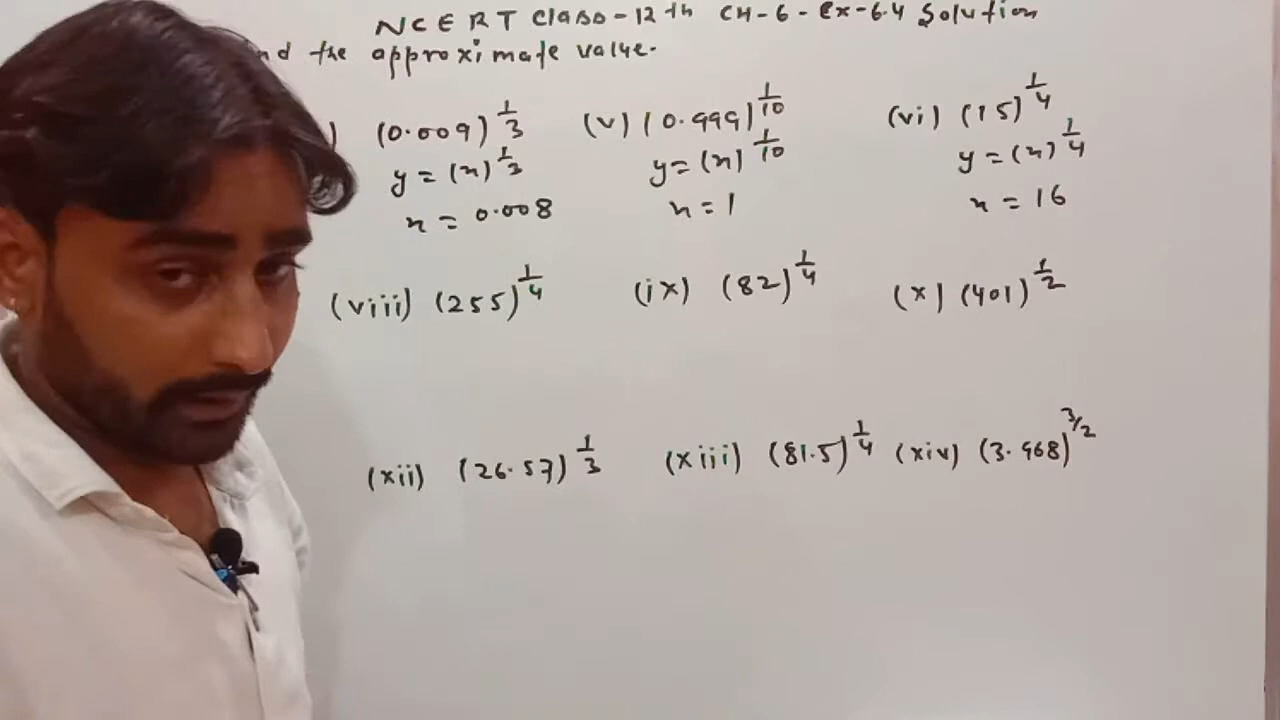 NCERT Class-12th CH-6-Ex-6.4 Solution
nd the approximate value.
) (0.009)^1/3 (v) (0.999)^1/10 (vi) (15)^1/4
y = (x)^1/3 y = (x)^1/10 y = (x)^1/4
x = 0.008 x = 1 x = 16
(viii) (255)^1/4 (ix) (82)^1/4 (x) (401)^1/2
(xii) (26.57)^1/3 (xiii) (81.5)^1/4 (xiv) (3.968)^3/2